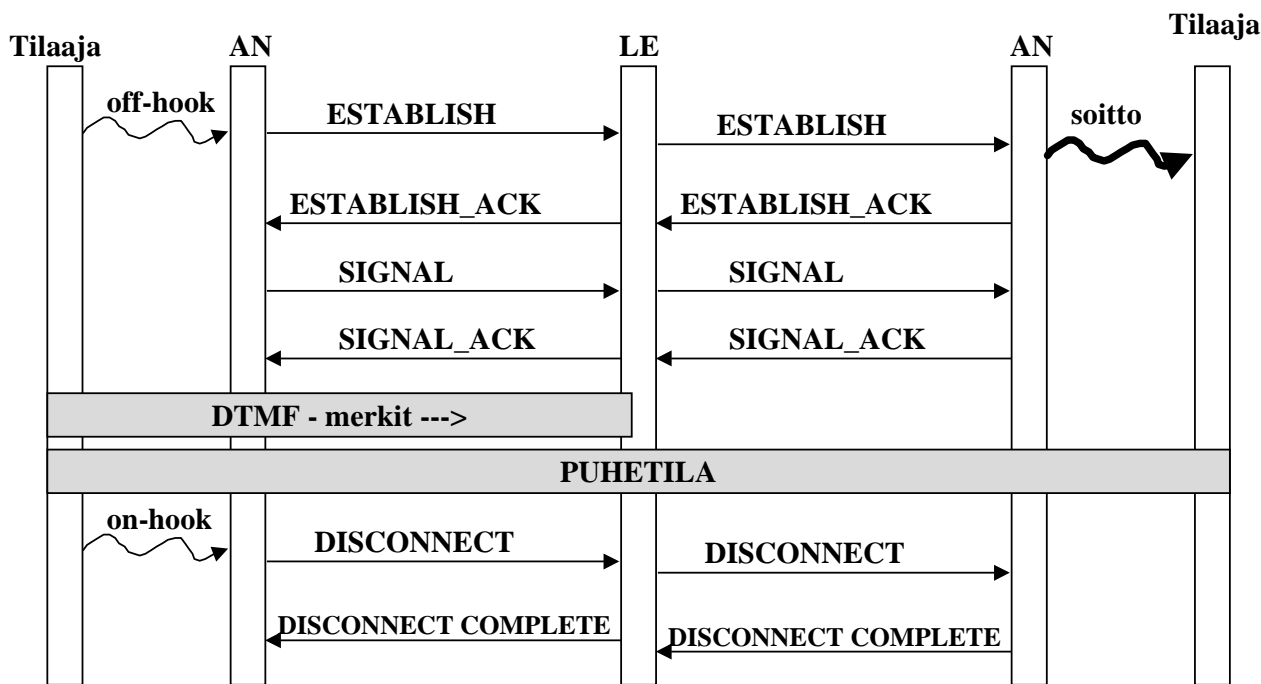 Tilaaja
AN
LE
AN
Tilaaja
off-hook
ESTABLISH
ESTABLISH
soitto
ESTABLISH_ACK
ESTABLISH_ACK
SIGNAL
SIGNAL
SIGNAL_ACK
SIGNAL_ACK
DTMF - merkit --->
PUHETILA
on-hook
DISCONNECT
DISCONNECT
DISCONNECT COMPLETE
DISCONNECT COMPLETE